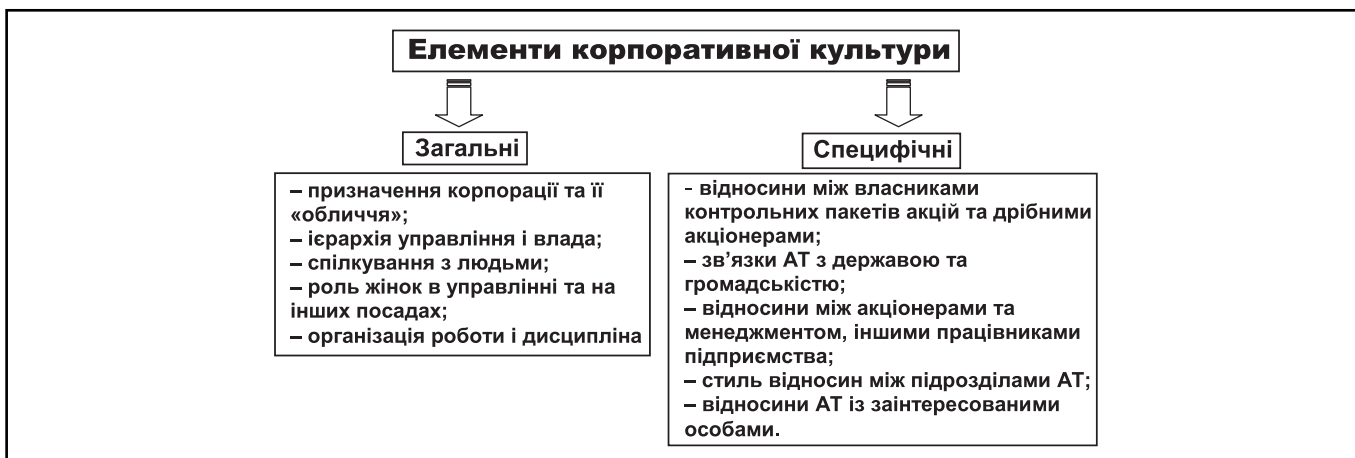 Елементи корпоративної культури
Загальні
– призначення корпорації та її
«обличчя»;
– ієрархія управління і влада;
– спілкування з людьми;
– роль жінок в управлінні та на
інших посадах;
– організація роботи і дисципліна
Специфічні
- відносини між власниками
контрольних пакетів акцій та дрібними
акціонерами;
– зв’язки АТ з державою та
громадськістю;
– відносини між акціонерами та
менеджментом, іншими працівниками
підприємства;
– стиль відносин між підрозділами АТ;
– відносини АТ із заінтересованими
особами.